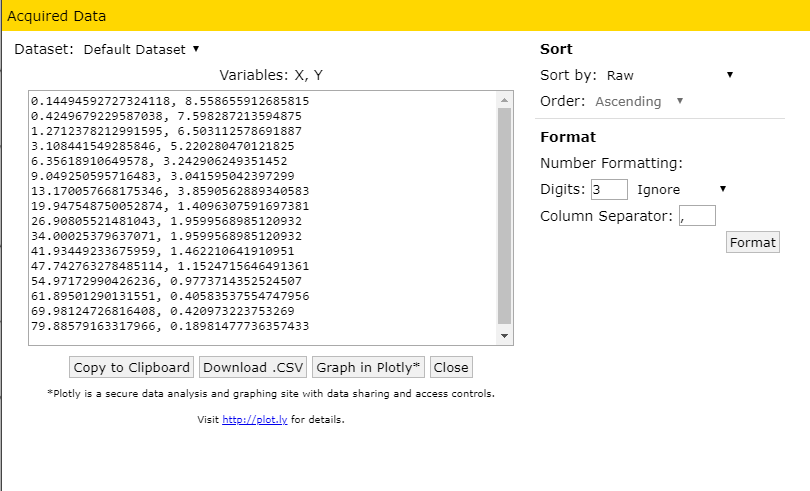 Acquired Data
Dataset: Default Dataset
Variables: X, Y
0.14494592727324118, 8.558655912685815
0.4249679229587038, 7.598287213594875
1.2712378212991595, 6.503112578691887
3.108441549285846, 5.220280470121825
6.35618910649578, 3.242906249351452
9.049250595716483, 3.041595042397299
13.170057668175346, 3.8590562889340583
19.947548750052874, 1.4096307591697381
26.90805521481043, 1.9599568985120932
34.00025379637071, 1.9599568985120932
41.93449233675959, 1.462210641910951
47.742763278485114, 1.1524715646491361
54.97172990426236, 0.9773714352524507
61.89501290131551, 0.40583537554747956
69.98124726816408, 0.420973223753269
79.88579163317966, 0.18981477736357433
Copy to Clipboard Download .CSV Graph in Plotly* Close
*Plotly is a secure data analysis and graphing site with data sharing and access controls.
Visit http://plot.ly for details.
Sort
Sort by: Raw
Order: Ascending
Format
Number Formatting:
Digits: 3 Ignore
Column Separator: ,
Format